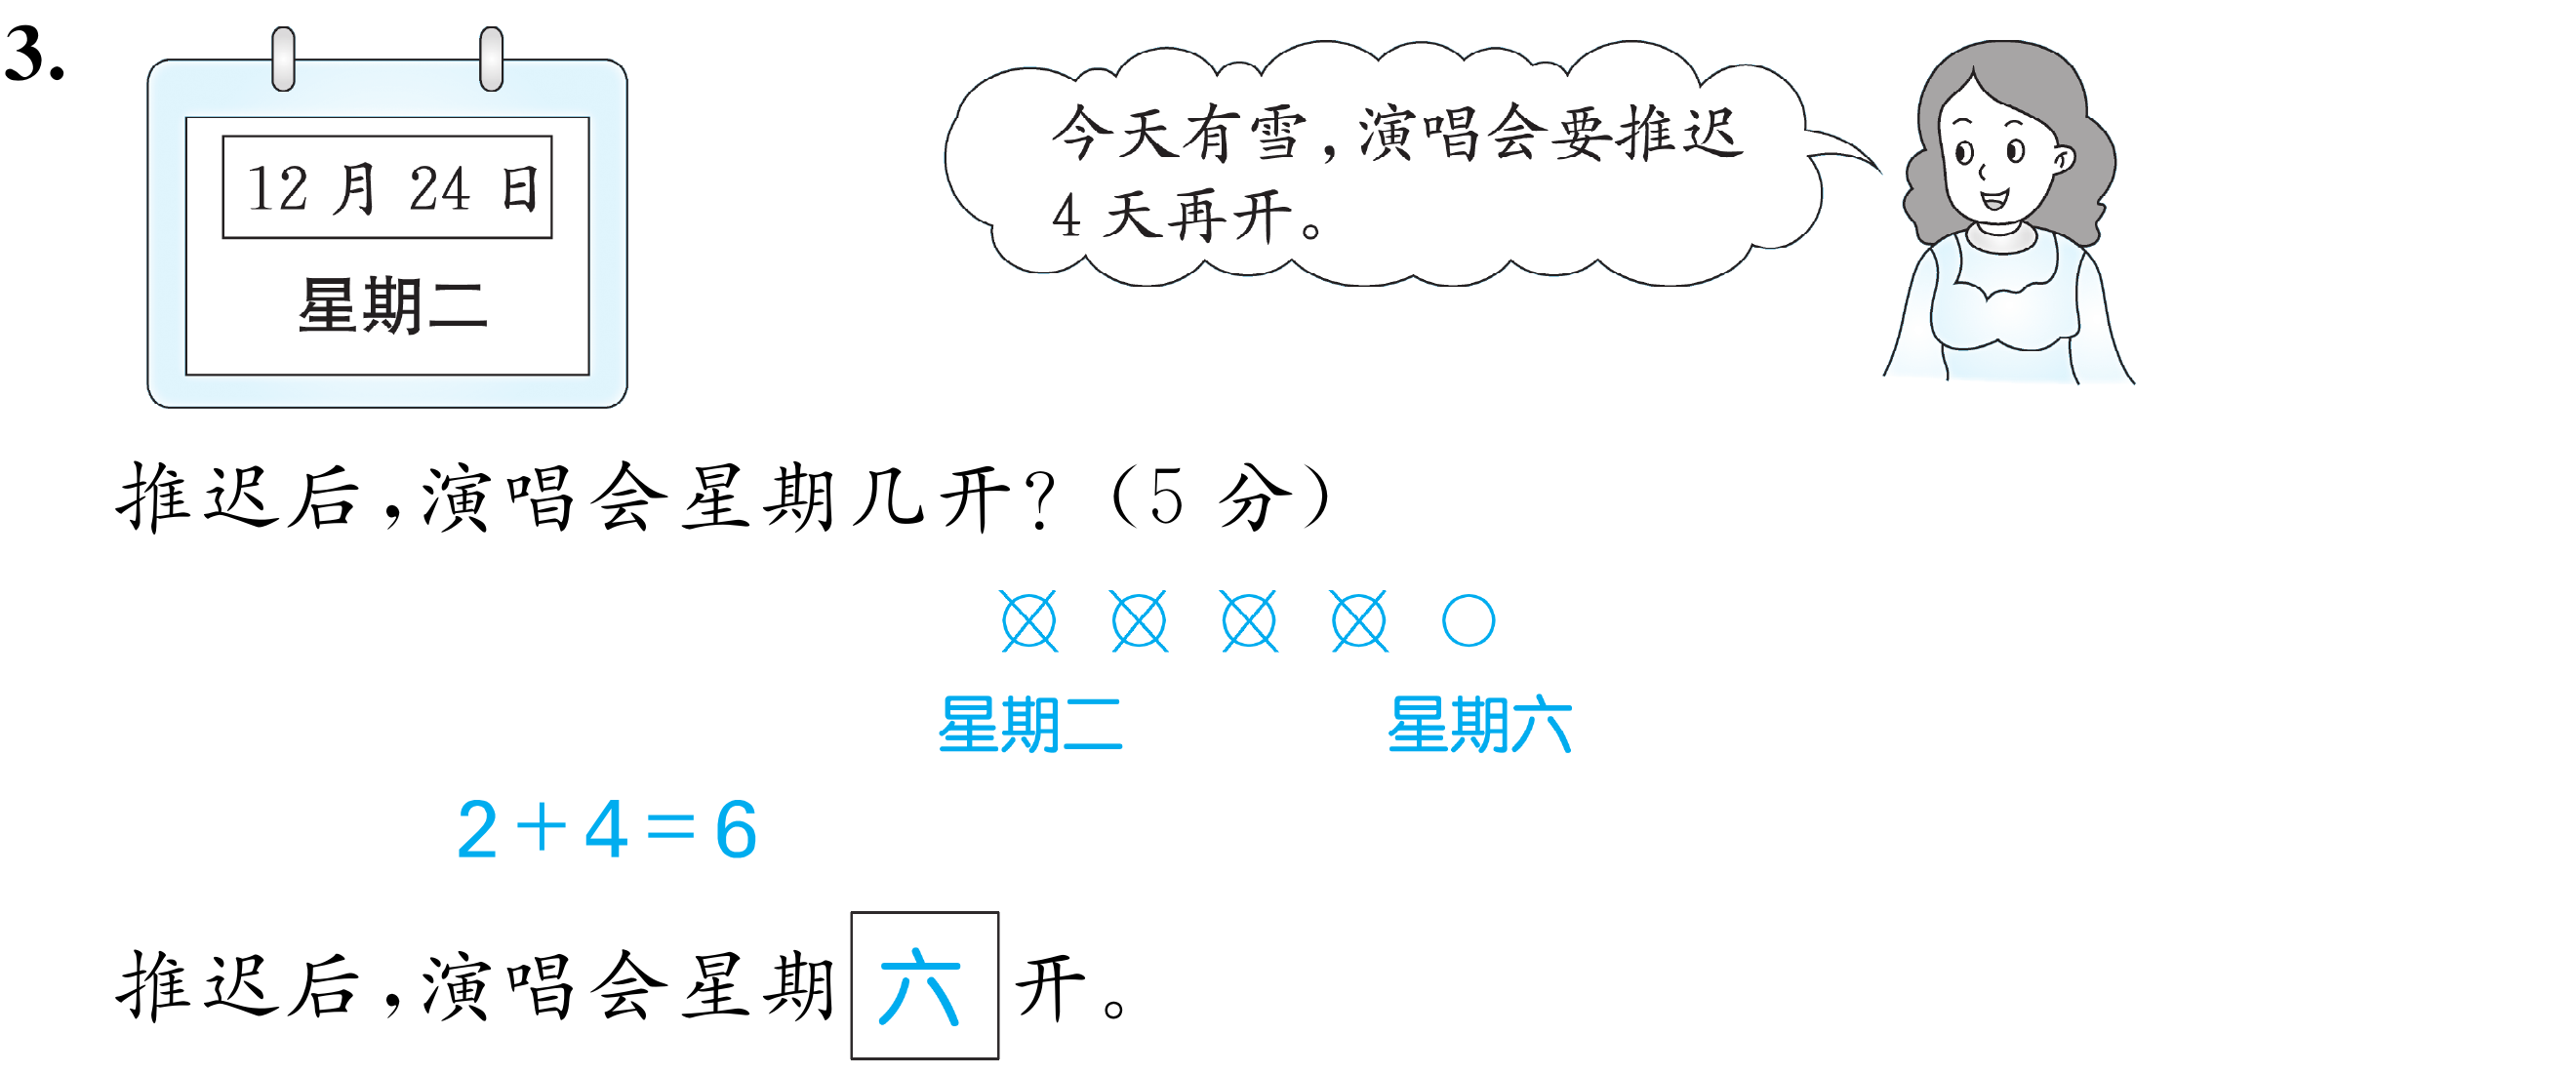 3.
12 月 24 日
星期二
今天有雪,演唱会要推迟
4 天再开。
推迟后,演唱会星期几开?(5 分)
星期二 星期六
2+4=6
推迟后,演唱会星期六开。